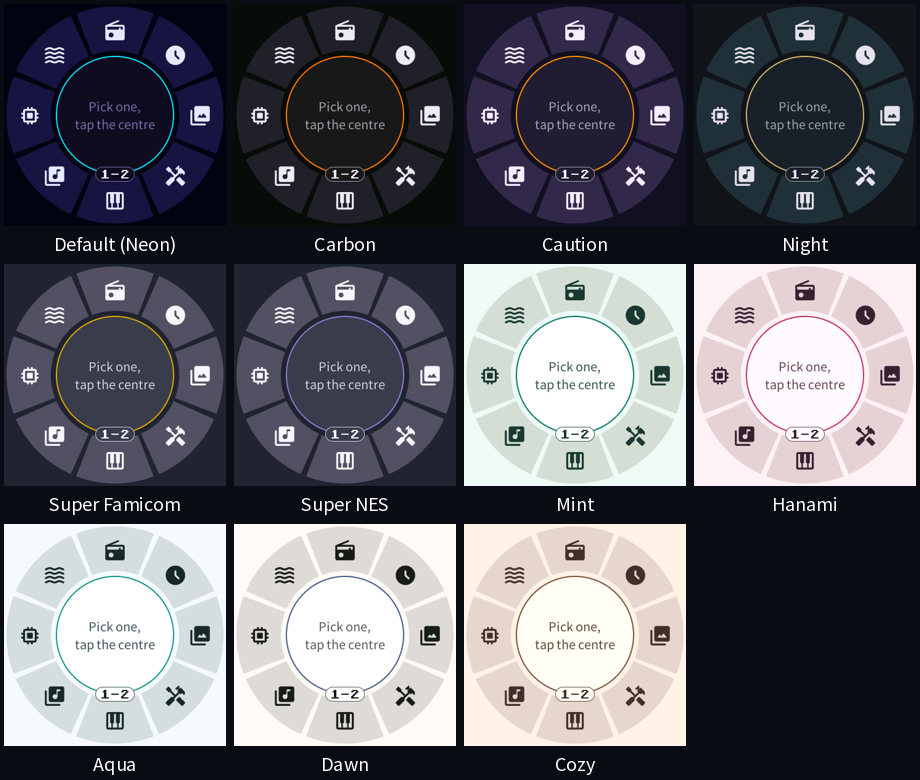 Pick one,
tap the centre
1-2
Default (Neon)
Pick one,
tap the centre
1-2
Carbon
Pick one,
tap the centre
1-2
Caution
Pick one,
tap the centre
1-2
Night
Pick one,
tap the centre
1-2
Super Famicom
Pick one,
tap the centre
1-2
Super NES
Pick one,
tap the centre
1-2
Mint
Pick one,
tap the centre
1-2
Hanami
Pick one,
tap the centre
1-2
Aqua
Pick one,
tap the centre
1-2
Dawn
Pick one,
tap the centre
1-2
Cozy